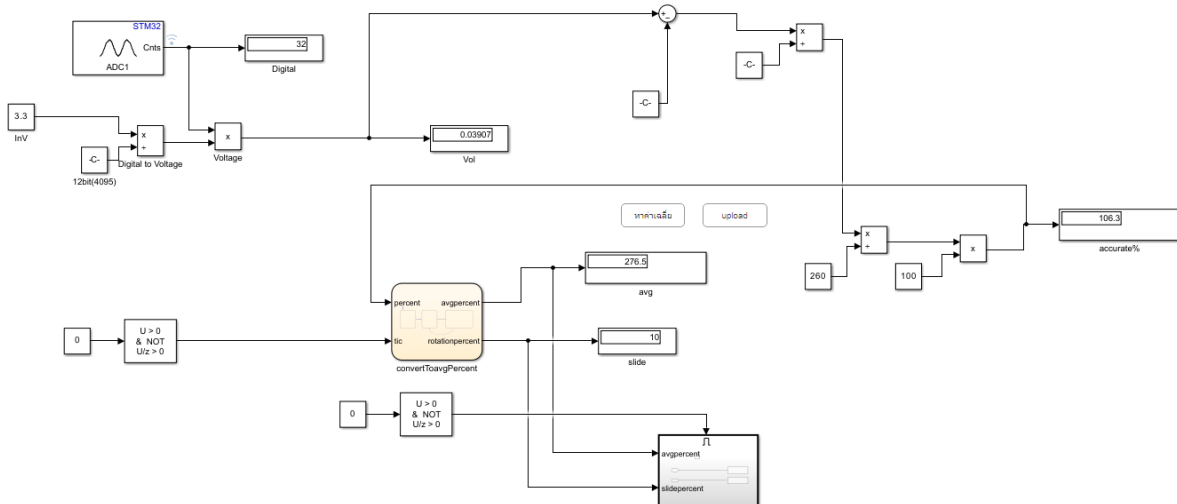 STM32
Cnts
ADC1
32
Digital
3.3
InV
x
÷
Digital to Voltage
-C-
12bit(4095)
x
Voltage
0.03907
Vol
+
-
-C-
x
÷
-C-
หาค่าเฉลี่ย
upload
x
÷
260
x
100
106.3
accurate%
276.5
avg
percent
avgpercent
tic
rotationpercent
convertToavgPercent
0
U > 0
& NOT
U/z > 0
10
slide
0
U > 0
& NOT
U/z > 0
avgpercent
slidepercent